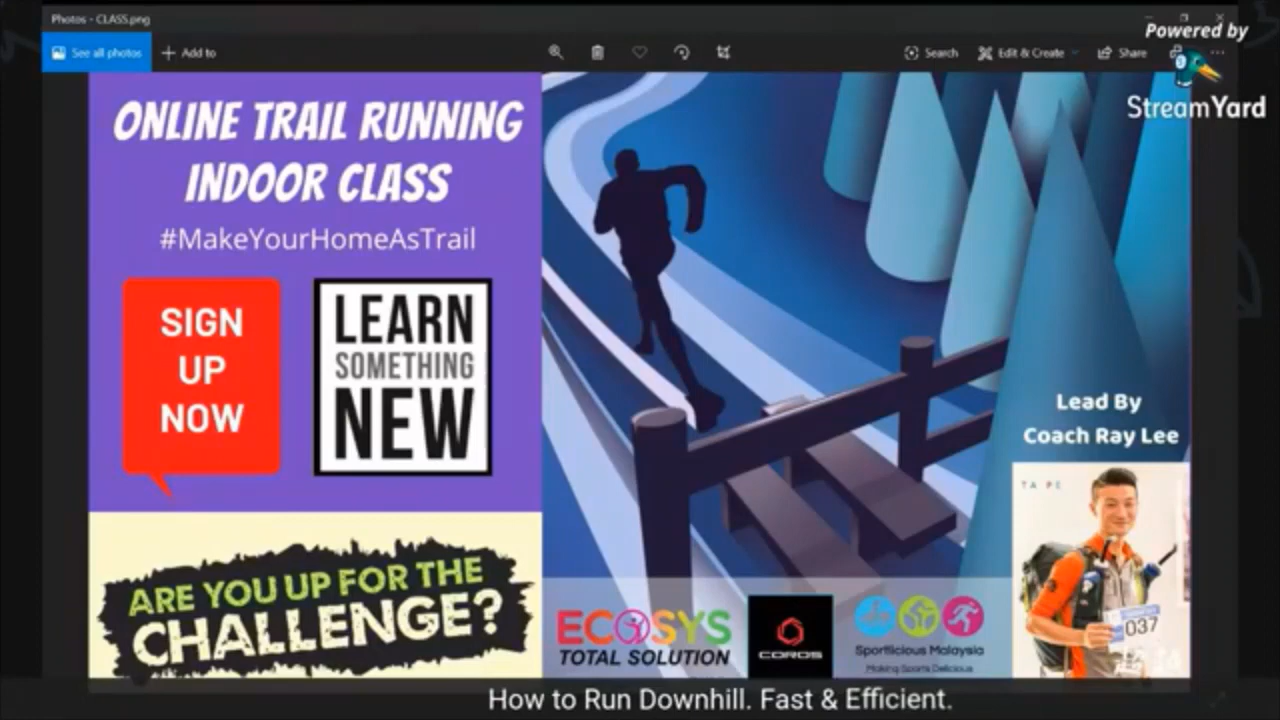 Photos - CLASS.png
See all photos
Add to
Search
Edit & Create
Share
Powered by
StreamYard
ONLINE TRAIL RUNNING
INDOOR CLASS
#MakeYourHomeAsTrail
SIGN
UP
NOW
LEARN
SOMETHING
NEW
ARE YOU UP FOR THE
CHALLENGE?
Lead By
Coach Ray Lee
037
ECOSYS
TOTAL SOLUTION
COROS
Sportlicious Malaysia
Making Sports Delicious
How to Run Downhill. Fast & Efficient.